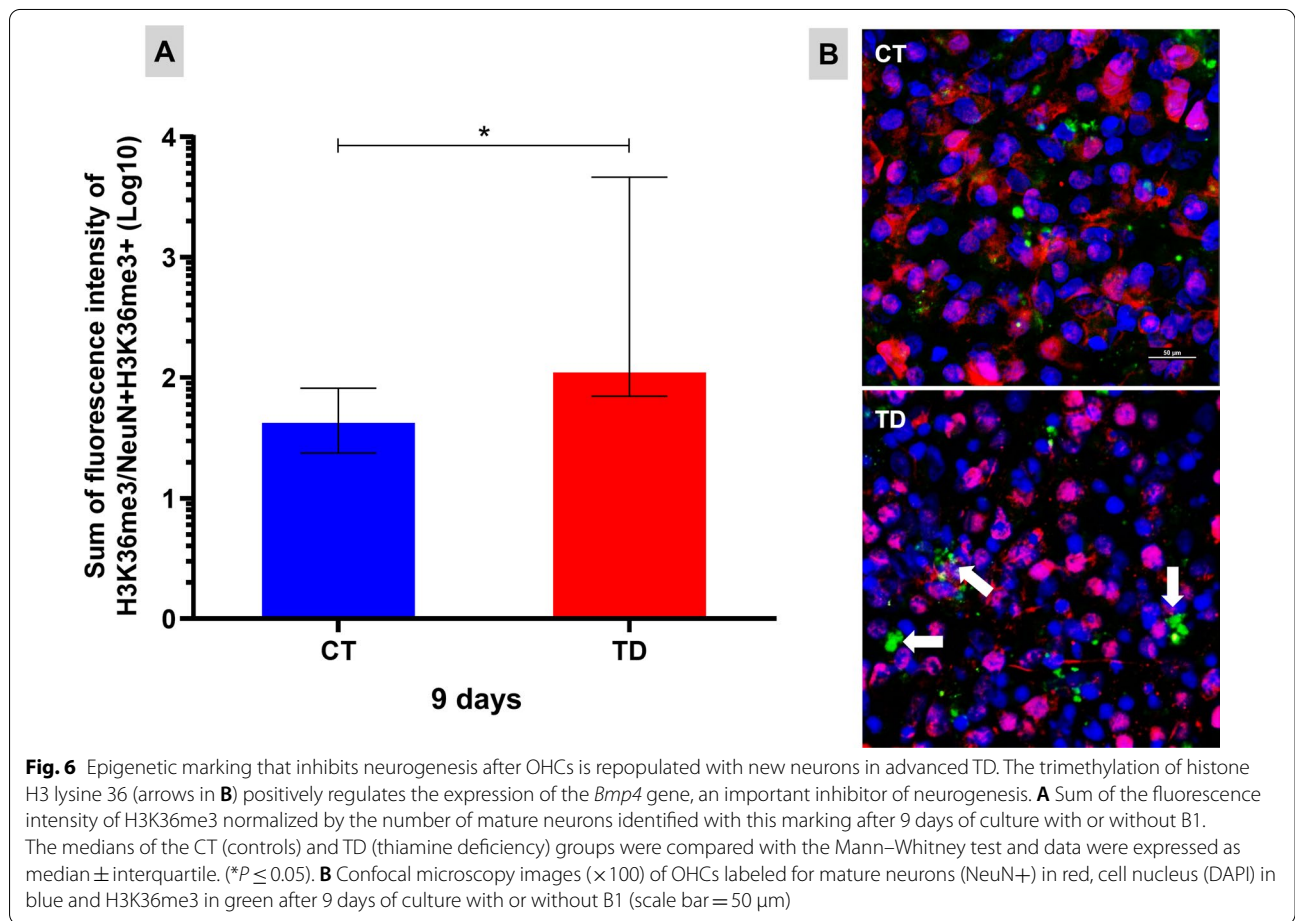 A
B
Sum of fluorescence intensity of
H3K36me3/NeuN+H3K36me3+ (Log10)
4
3
2
1
0
*
CT
TD
9 days
CT
50 µm
TD
Fig. 6 Epigenetic marking that inhibits neurogenesis after OHCs is repopulated with new neurons in advanced TD. The trimethylation of histone
H3 lysine 36 (arrows in B) positively regulates the expression of the Bmp4 gene, an important inhibitor of neurogenesis. A Sum of the fluorescence
intensity of H3K36me3 normalized by the number of mature neurons identified with this marking after 9 days of culture with or without B1.
The medians of the CT (controls) and TD (thiamine deficiency) groups were compared with the Mann–Whitney test and data were expressed as
median ± interquartile. (*P ≤ 0.05). B Confocal microscopy images (× 100) of OHCs labeled for mature neurons (NeuN+) in red, cell nucleus (DAPI) in
blue and H3K36me3 in green after 9 days of culture with or without B1 (scale bar = 50 µm)